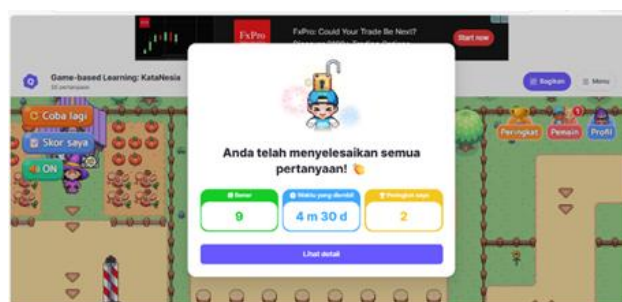 FxPro
FxPro: Could Your Trade Be Next?
Start now
Game-based Learning: KataNesia
pertanyaan
Bagikan
Menu
Coba lagi
Skor saya
ON
Peringkat
Pemain
Profil
1
Anda telah menyelesaikan semua
pertanyaan!
Benar
Waktu yang diambil
Peringkat saya
9
4 m 30 d
2
Lihat detail